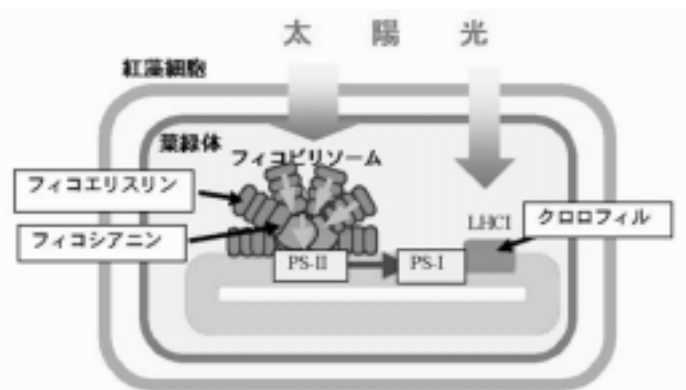 太 陽 光
紅藻細胞
葉緑体
フィコビリソーム
フィコエリスリン
フィコシアニン
LHCI
クロロフィル
PS-II
PS-I